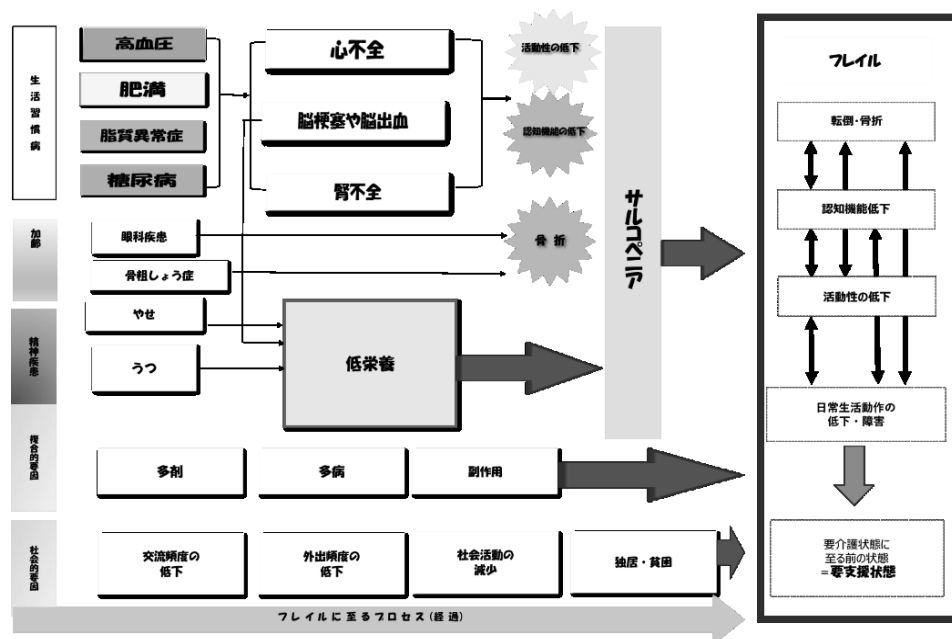 生活習慣病
高血圧
肥満
脂質異常症
糖尿病
心不全
脳梗塞や脳出血
腎不全
活動性の低下
認知機能の低下
加齢
眼科疾患
骨粗しょう症
骨折
精神疾患
やせ
うつ
低栄養
サルコペニア
複合的要因
多剤
多病
副作用
社会的要因
交流頻度の
低下
外出頻度の
低下
社会活動の
減少
独居・貧困
フレイルに至るプロセス(経過)
フレイル
転倒・骨折
認知機能低下
活動性の低下
日常生活動作の
低下・障害
要介護状態に
至る前の状態
=要支援状態